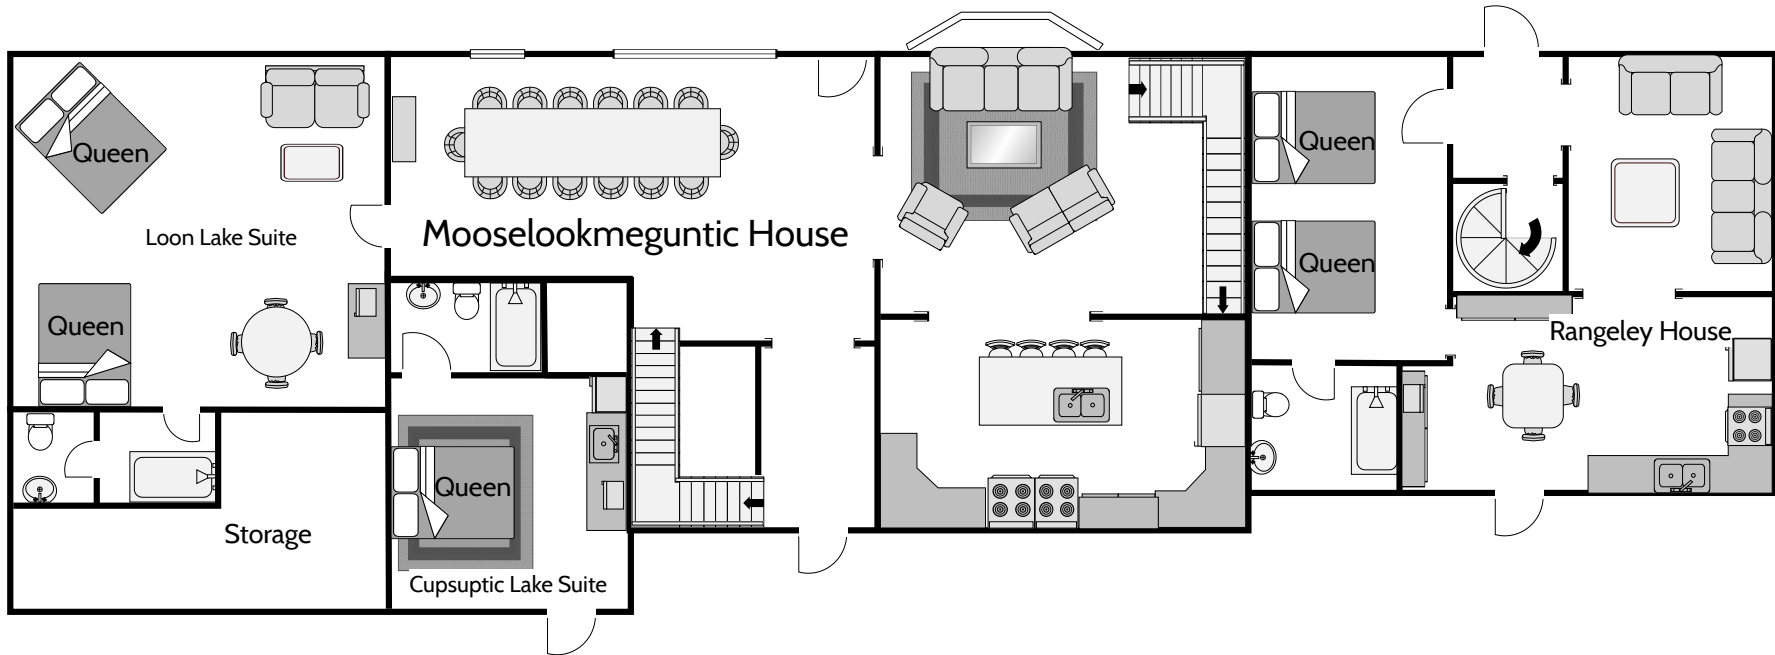 Queen
Loon Lake Suite
Queen
Storage
Mooselookmeguntic House
Queen
Cupsuptic Lake Suite
Queen
Queen
Rangeley House